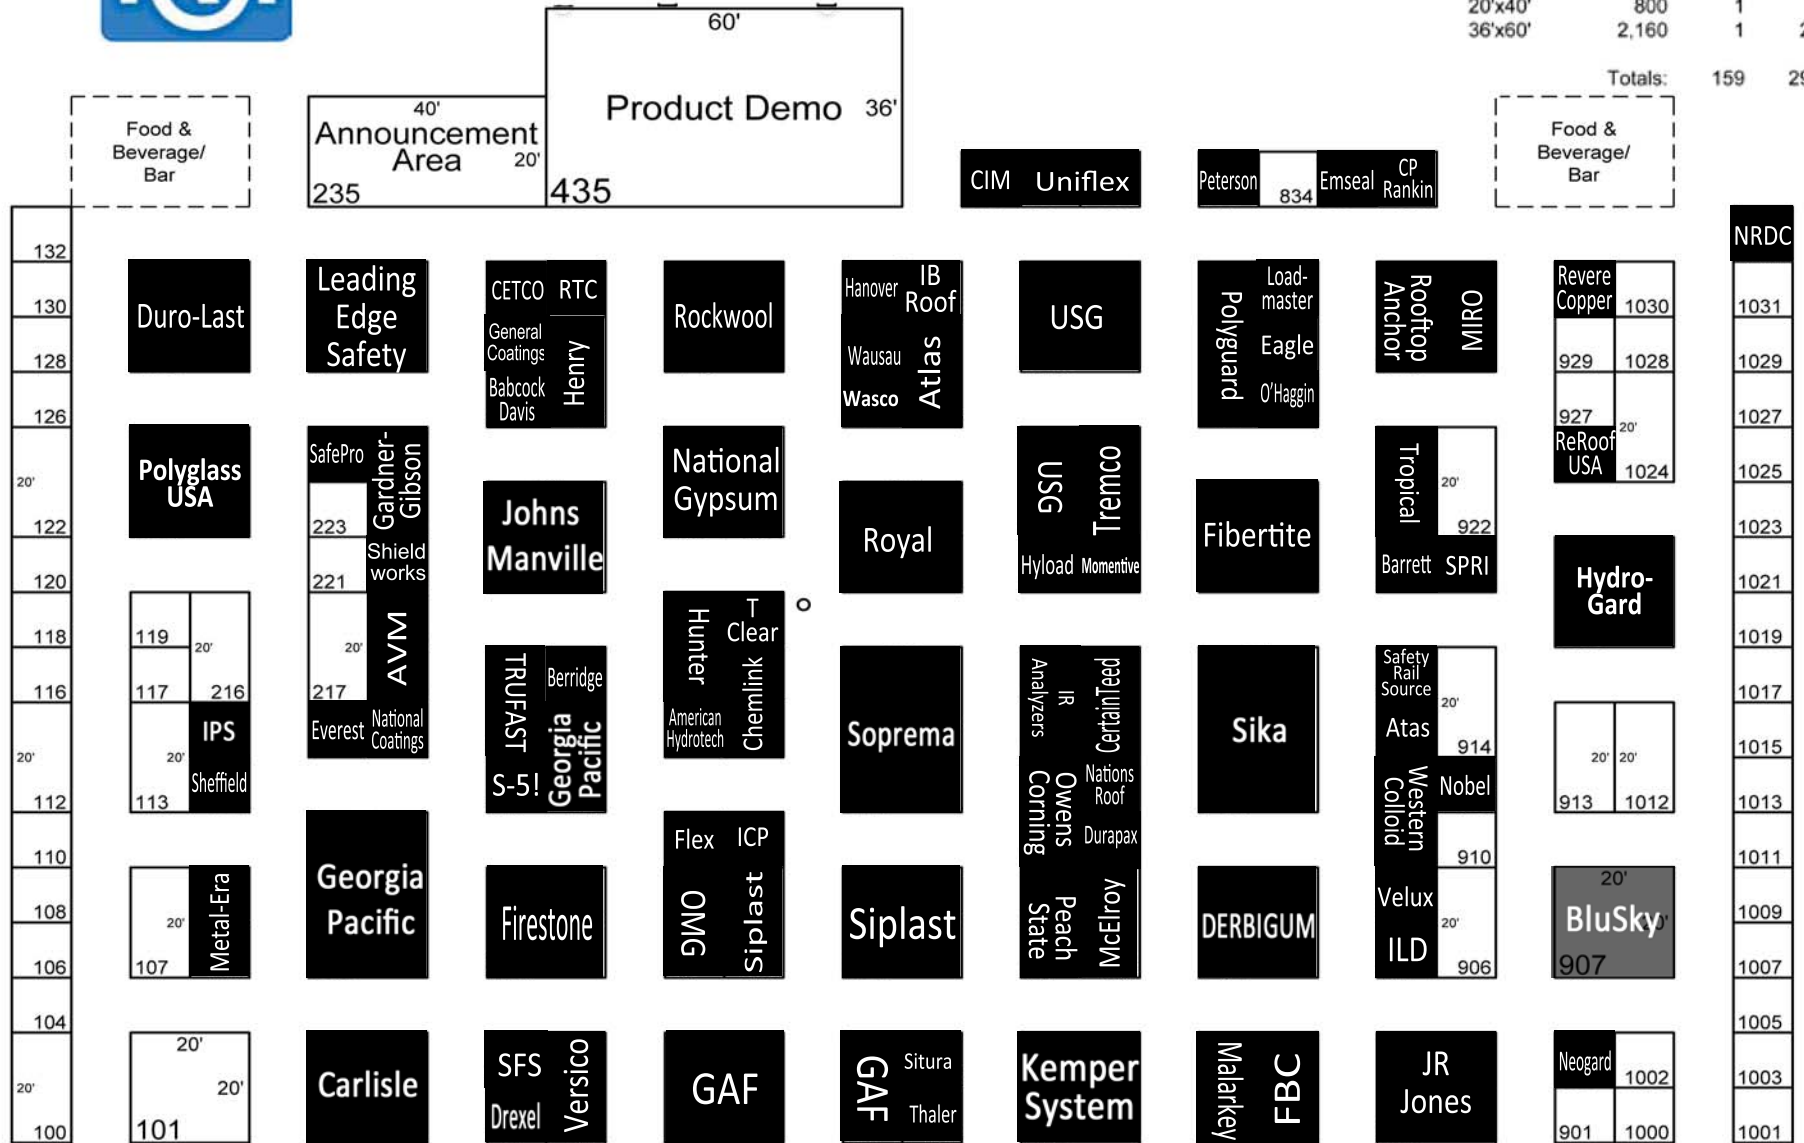 20'x40' 800 1
36'x60' 2,160 1
Totals: 159
60'
Product Demo 36'
435
40'
Announcement
Area 20'
235
Food &
Beverage/
Bar
Food &
Beverage/
Bar
CIM Uniflex
Peterson 834 Emseal CP
Rankin
NRDC
132
130
128
126
20'
122
120
118
116
20'
112
110
108
106
104
20'
100
Duro-Last
Polyglass
USA
119
20'
117 216
IPS
20'
Sheffield
113
Metal-Era
20'
107
20'
20'
101
Leading
Edge
Safety
SafePro
Gardner-
Gibson
223
Shield
works
221
AVM
20'
217
Everest
National
Coatings
Georgia
Pacific
Carlisle
CETCO RTC
General
Coatings
Henry
Babcock
Davis
Johns
Manville
TRUFAST
Berridge
Georgia
Pacific
S-5!
Firestone
SFS
Versico
Drexel
Rockwool
National
Gypsum
Hunter
T
Clear
Chemlink
American
Hydrotech
Flex ICP
OMG
Siplast
GAF
Hanover
IB
Roof
Wausau
Atlas
Wasco
Royal
Soprema
Siplast
GAF
Situra
Thaler
USG
USG
Tremco
Hyload Momentive
IR
Analyzers
CertainTeed
Owens
Corning
Nations
Roof
Durapax
Peach
State
McElroy
Kemper
System
Polyguard
Load-
master
Eagle
O'Haggin
Fibertite
Sika
DERBIGUM
Malarkey
FBC
Rooftop
Anchor
MIRO
Tropical
20'
922
Barrett SPRI
Safety
Rail
Source
20'
Atas
914
Western
Colloid
Nobel
910
Velux
20'
ILD
906
JR
Jones
Revere
Copper
1030
929 1028
927
20'
ReRoof
USA
1024
Hydro-
Gard
20' 20'
913 1012
20'
BluSky
20'
907
Neogard
1002
901 1000
1031
1029
1027
1025
1023
1021
1019
1017
1015
1013
1011
1009
1007
1005
1003
1001